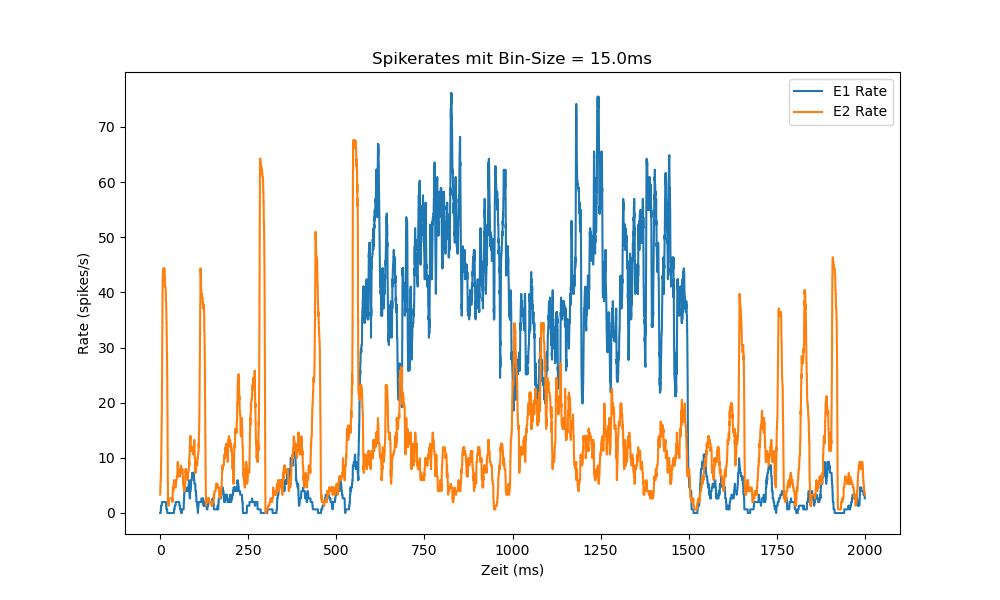 Spikerates mit Bin-Size = 15.0ms
E1 Rate
E2 Rate
Rate (spikes/s)
70
60
50
40
30
20
10
0
0 250 500 750 1000 1250 1500 1750 2000
Zeit (ms)